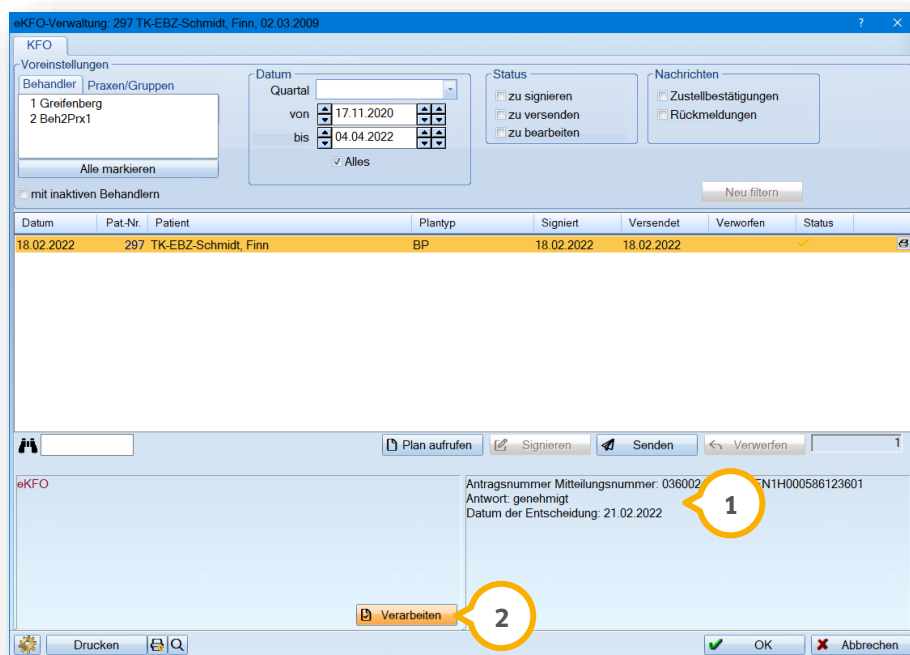 eKFO-Verwaltung: 297 TK-EBZ-Schmidt, Finn, 02.03.2009 ?
KFO
Voreinstellungen
Behandler Praxen/Gruppen
1 Greifenberg
2 Beh2Prx1
Alle markieren
mit inaktiven Behandlern
Datum
Quartal
von 17.11.2020
bis 04.04.2022
Alles
Status
zu signieren
zu versenden
zu bearbeiten
Nachrichten
Zustellbestätigungen
Rückmeldungen
Neu filtern
Datum Pat-Nr. Patient Plantyp Signiert Versendet Verworfen Status
18.02.2022 297 TK-EBZ-Schmidt, Finn BP 18.02.2022 18.02.2022
Plan aufrufen Signieren Senden Verwerfen 1
eKFO
Antragsnummer Mitteilungsnummer: 036002 EN1H000586123601
Antwort: genehmigt
Datum der Entscheidung: 21.02.2022
1
Verarbeiten
2
Drucken OK Abbrechen